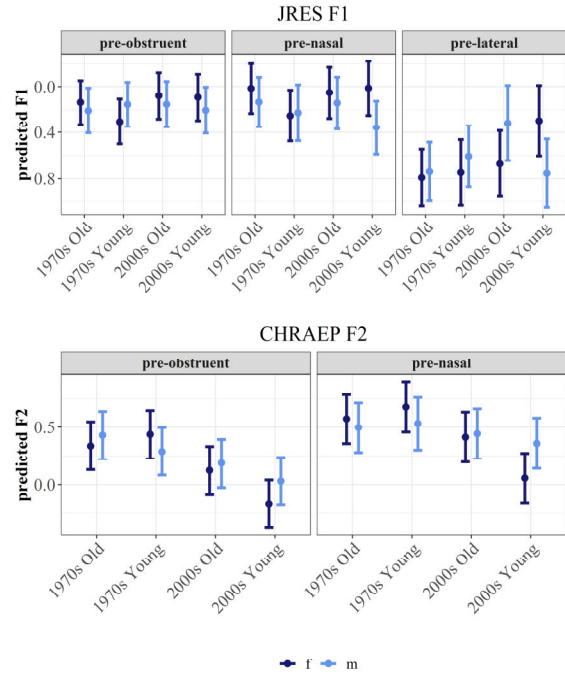 JRES F1
pre-obstruent pre-nasal pre-lateral
predicted F1
0.0
0.4
0.8
1970s Old 1970s Young 2000s Old 2000s Young 1970s Old 1970s Young 2000s Old 2000s Young 1970s Old 1970s Young 2000s Old 2000s Young
CHRAEP F2
pre-obstruent pre-nasal
predicted F2
0.5
0.0
1970s Old 1970s Young 2000s Old 2000s Young 1970s Old 1970s Young 2000s Old 2000s Young
f m